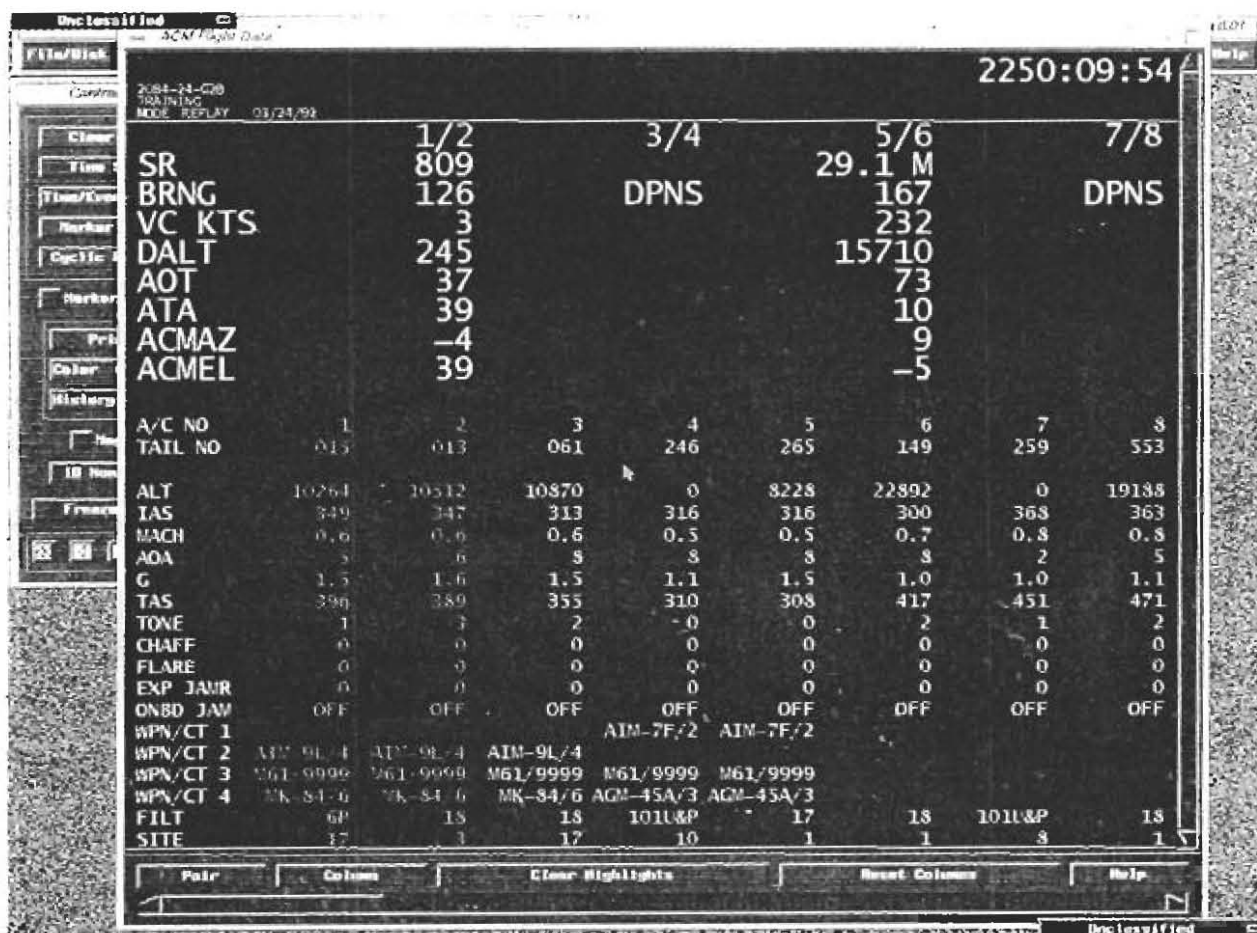 Unclassified
ACM Flight Data
File/Disk
Help
2250:09:54
2084-24-G2B
TRAINING
MODE REPLAY
Clear
1/2 3/4 5/6 7/8
SR 809 29.1 M
BRNG 126 DPNS 167 DPNS
VC KTS 3 232
DALT 245 15710
AOT 37 73
ATA 39 10
ACMAZ -4 9
ACMEL 39 -5
Marker
Color
History
Freeze
A/C NO 1 2 3 4 5 6 7 8
TAIL NO 015 013 061 246 265 149 259 553
ALT 10264 10512 10870 0 8228 22892 0 19188
IAS 349 347 313 316 316 300 368 363
MACH 0.6 0.6 0.6 0.5 0.5 0.7 0.8 0.8
AOA 5 6 8 8 8 8 2 5
G 1.5 1.6 1.5 1.1 1.5 1.0 1.0 1.1
TAS 396 389 355 310 308 417 451 471
TONE 1 3 2 0 0 2 1 2
CHAFF 0 0 0 0 0 0 0 0
FLARE 0 0 0 0 0 0 0 0
EXP JAMR 0 0 0 0 0 0 0 0
ONBD JAM OFF OFF OFF OFF OFF OFF OFF OFF
WPN/CT 1 AIM-7F/2 AIM-7F/2
WPN/CT 2 AIM-9L/4 AIM-9L/4 AIM-9L/4
WPN/CT 3 M61/9999 M61/9999 M61/9999 M61/9999 M61/9999
WPN/CT 4 MK-84/6 MK-84/6 MK-84/6 AGM-45A/3 AGM-45A/3
FILT 6P 18 18 101U&P 17 18 101U&P 18
SITE 17 3 17 10 1 1 8 1
Pair Column Clear Highlights Reset Columns Help
Unclassified